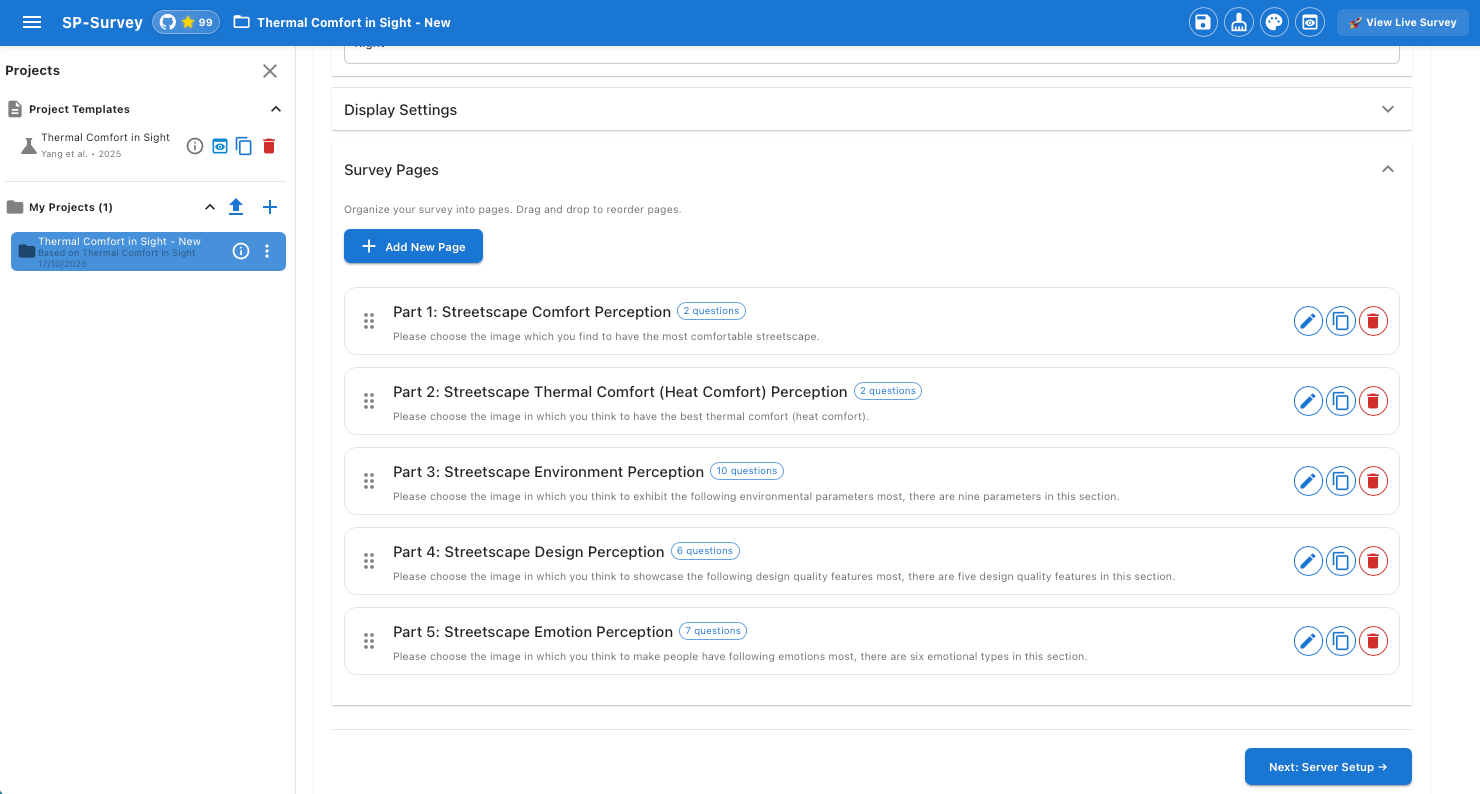 SP-Survey
99
Thermal Comfort in Sight - New
View Live Survey
Projects
Project Templates
Thermal Comfort in Sight
Yang et al. • 2025
My Projects (1)
Thermal Comfort in Sight - New
Based on Thermal Comfort in Sight
17/10/2025
Display Settings
Survey Pages
Organize your survey into pages. Drag and drop to reorder pages.
Add New Page
Part 1: Streetscape Comfort Perception 2 questions
Please choose the image which you find to have the most comfortable streetscape.
Part 2: Streetscape Thermal Comfort (Heat Comfort) Perception 2 questions
Please choose the image in which you think to have the best thermal comfort (heat comfort).
Part 3: Streetscape Environment Perception 10 questions
Please choose the image in which you think to exhibit the following environmental parameters most, there are nine parameters in this section.
Part 4: Streetscape Design Perception 6 questions
Please choose the image in which you think to showcase the following design quality features most, there are five design quality features in this section.
Part 5: Streetscape Emotion Perception 7 questions
Please choose the image in which you think to make people have following emotions most, there are six emotional types in this section.
Next: Server Setup →